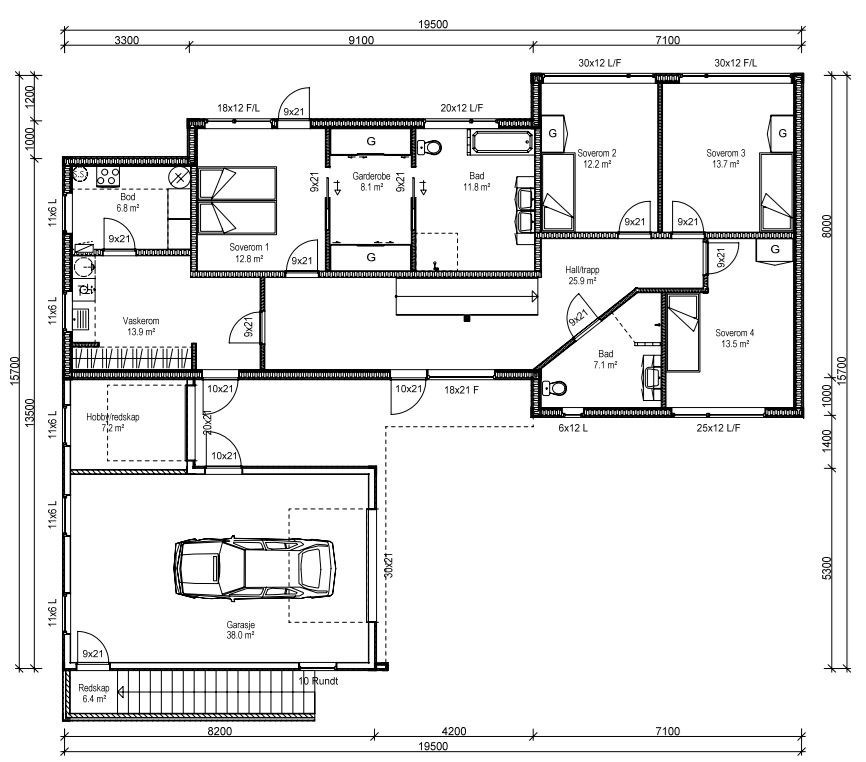 19500
3300
9100
7100
30x12 L/F
30x12 F/L
1200
1000
18x12 F/L
9x21
20x12 L/F
G
G
Soverom 2
12.2 m²
Soverom 3
13.7 m²
G
Garderobe
8.1 m²
9x21
9x21
Bad
11.8 m²
Bod
6.8 m²
11x6 L
9x21
Soverom 1
12.8 m²
9x21
G
9x21
9x21
8000
Hall/trapp
25.9 m²
9x21
G
Vaskerom
13.9 m²
11x6 L
9x21
9x21
Soverom 4
13.5 m²
Bad
7.1 m²
15700
13500
15700
1000
1400
10x21
10x21
18x21 F
6x12 L
25x12 L/F
Hobby/redskap
7.2 m²
11x6 L
20x21
10x21
11x6 L
30x21
5300
Garasje
38.0 m²
11x6 L
9x21
10 Rundt
Redskap
6.4 m²
8200
4200
7100
19500